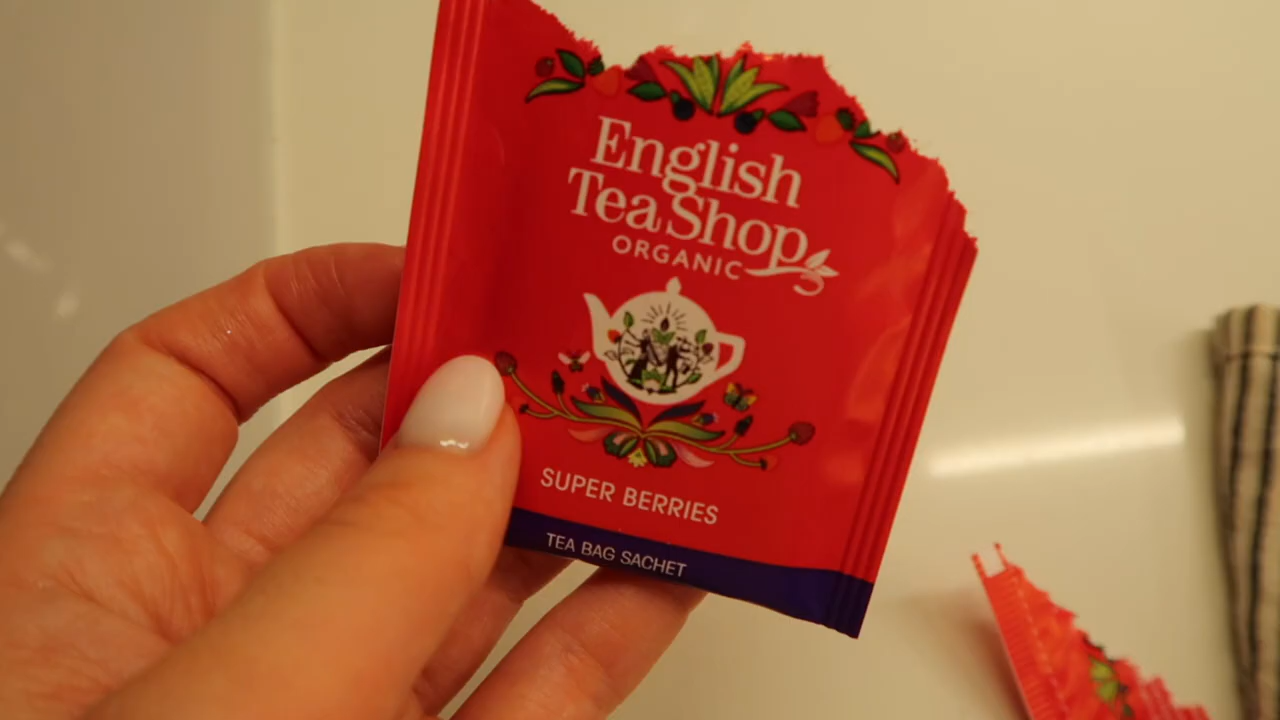 English
Tea Shop
ORGANIC
SUPER BERRIES
TEA BAG SACHET